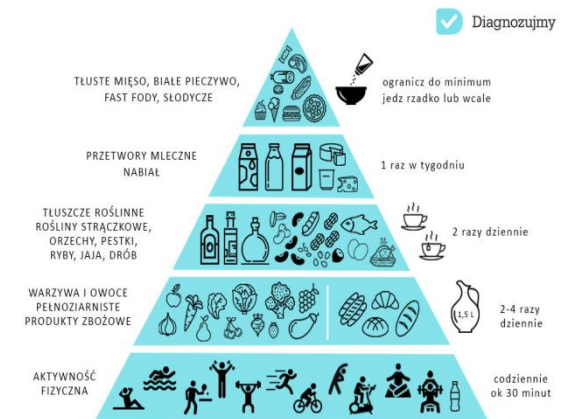 Diagnozujmy
TŁUSTE MIĘSO, BIAŁE PIECZYWO,
FAST FODY, SŁODYCZE
ogranicz do minimum
jedz rzadko lub wcale
PRZETWORY MLECZNE
NABIAŁ
1 raz w tygodniu
TŁUSZCZE ROŚLINNE
ROŚLINY STRĄCZKOWE,
ORZECHY, PESTKI,
RYBY, JAJA, DRÓB
2 razy dziennie
WARZYWA I OWOCE
PEŁNOZIARNISTE
PRODUKTY ZBOŻOWE
1,5 L
2-4 razy
dziennie
AKTYWNOŚĆ
FIZYCZNA
codziennie
ok 30 minut